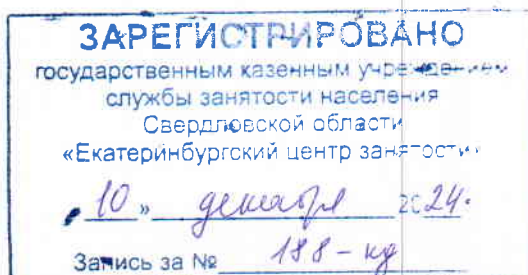 ЗАРЕГИСТРИРОВАНО
государственным казенным учреждением
службы занятости населения
Свердловской области
«Екатеринбургский центр занятости»
«10» декабря 2024.
Запись за № 188-кд